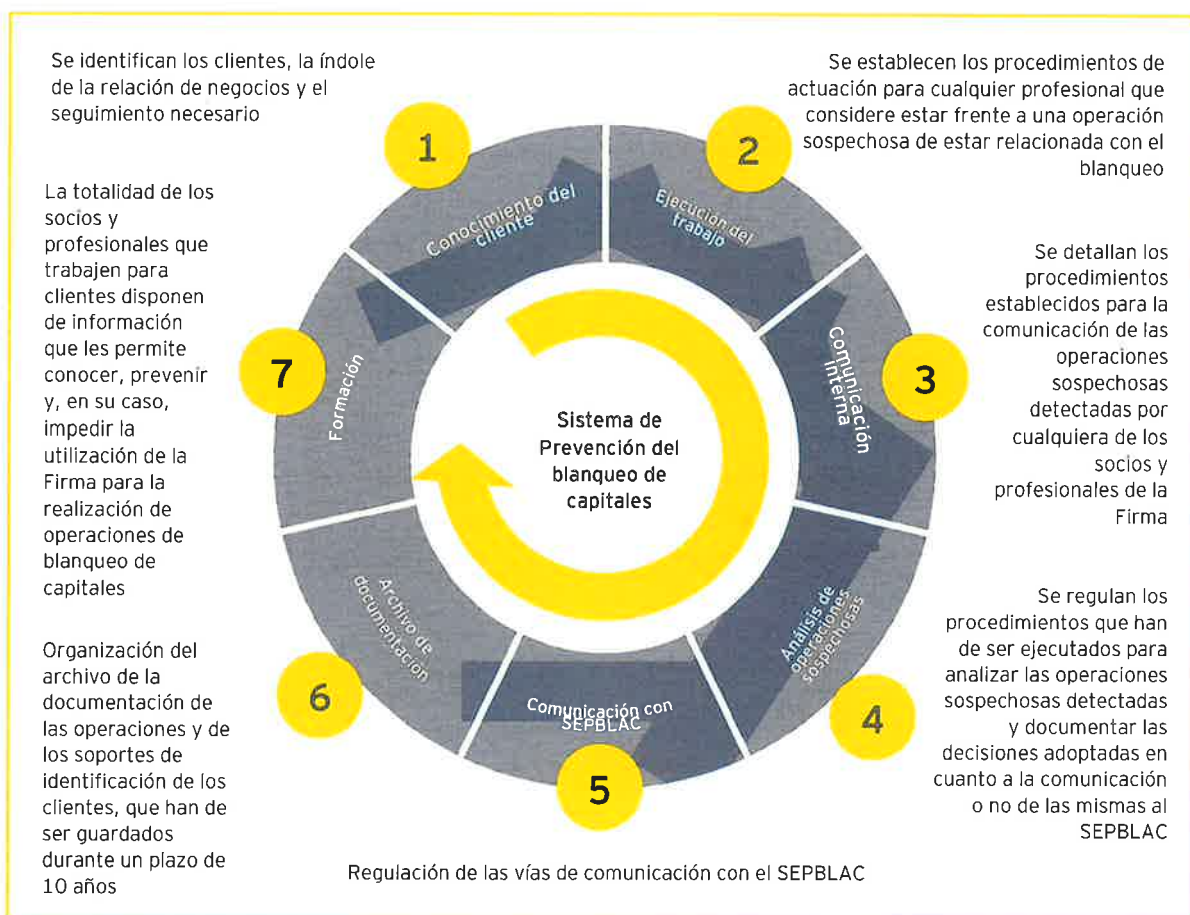 Se identifican los clientes, la índole
de la relación de negocios y el
seguimiento necesario
1
Conocimiento del
cliente
2
Ejecución del
trabajo
Se establecen los procedimientos de
actuación para cualquier profesional que
considere estar frente a una operación
sospechosa de estar relacionada con el
blanqueo
3
Comunicación
interna
Se detallan los
procedimientos
establecidos para la
comunicación de las
operaciones
sospechosas
detectadas por
cualquiera de los
socios y
profesionales de la
Firma
4
Análisis de
operaciones
sospechosas
Se regulan los
procedimientos que han
de ser ejecutados para
analizar las operaciones
sospechosas detectadas
y documentar las
decisiones adoptadas en
cuanto a la comunicación
o no de las mismas al
SEPBLAC
5
Comunicación con
SEPBLAC
Regulación de las vías de comunicación con el SEPBLAC
6
Archivo de
documentación
Organización del
archivo de la
documentación de
las operaciones y de
los soportes de
identificación de los
clientes, que han de
ser guardados
durante un plazo de
10 años
7
Formación
La totalidad de los
socios y
profesionales que
trabajen para
clientes disponen
de información
que les permite
conocer, prevenir
y, en su caso,
impedir la
utilización de la
Firma para la
realización de
operaciones de
blanqueo de
capitales
Sistema de
Prevención del
blanqueo de
capitales